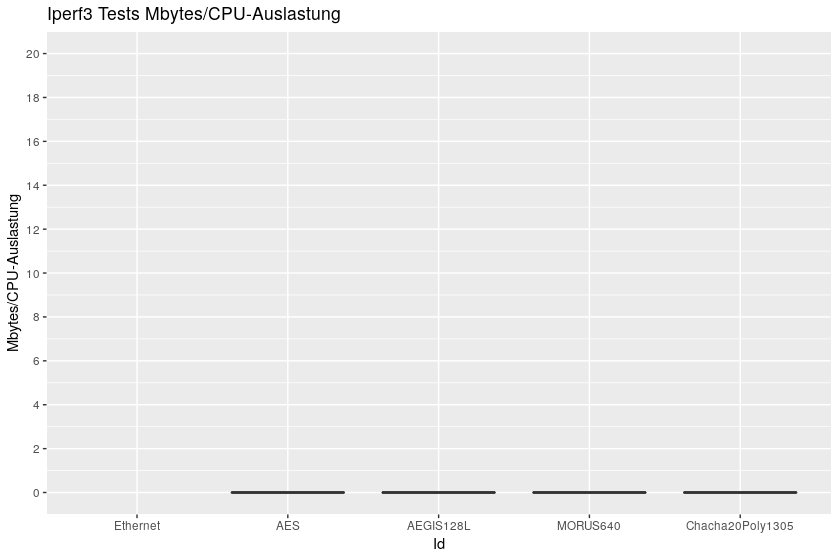 Iperf3 Tests Mbytes/CPU-Auslastung
Mbytes/CPU-Auslastung
20
18
16
14
12
10
8
6
4
2
0
Ethernet AES AEGIS128L MORUS640 Chacha20Poly1305
Id